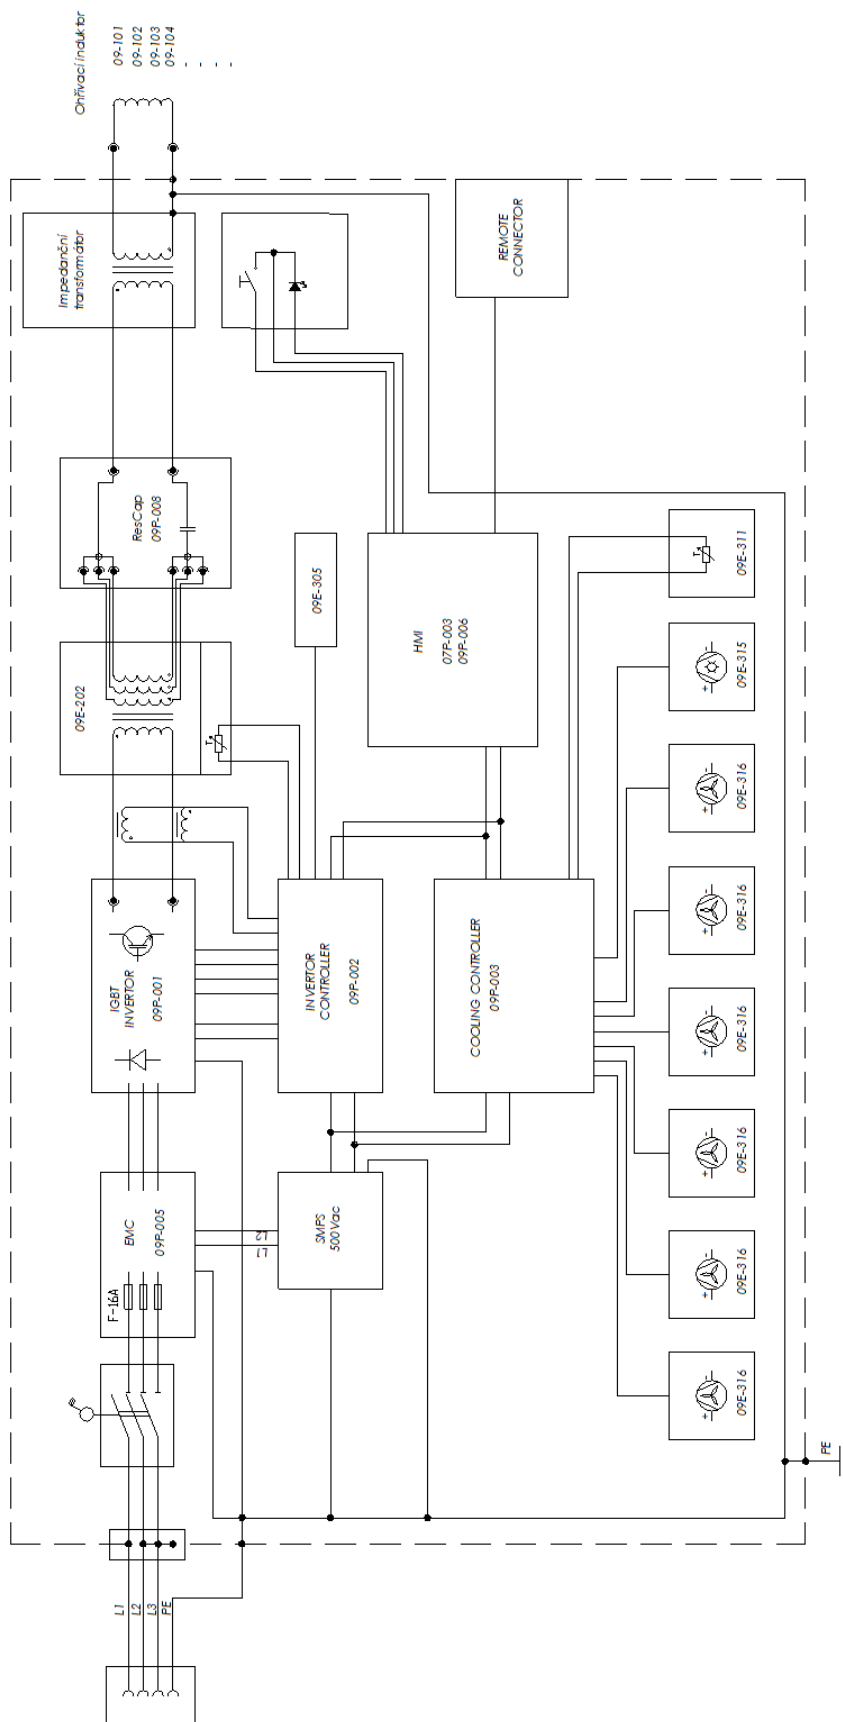 Ohřívací induktor
09-101
09-102
09-103
09-104
-
-
-
-
Impedanční
transformátor
REMOTE
CONNECTOR
ResCap
09P-008
09E-305
HMI
07P-003
09P-006
T
09E-311
09E-202
T
+
-
09E-315
+
-
09E-316
+
-
09E-316
+
-
09E-316
+
-
09E-316
+
-
09E-316
+
-
09E-316
IGBT
INVERTOR
09P-001
INVERTOR
CONTROLLER
09P-002
COOLING CONTROLLER
09P-003
EMC
09P-005
F-16A
L2
L1
SMPS
500Vac
PE
L1
L2
L3
PE